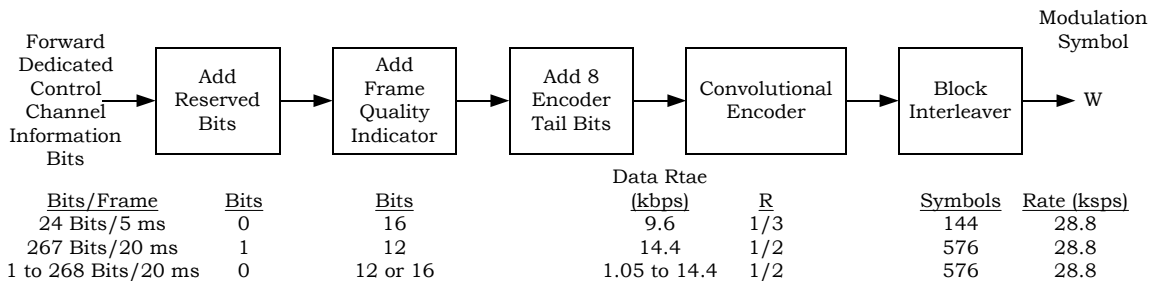 Forward
Dedicated
Control
Channel
Information
Bits
Add
Reserved
Bits
Add
Frame
Quality
Indicator
Add 8
Encoder
Tail Bits
Convolutional
Encoder
Block
Interleaver
Modulation
Symbol
W
Data Rtae
Bits/Frame Bits Bits (kbps) R Symbols Rate (ksps)
24 Bits/5 ms 0 16 9.6 1/3 144 28.8
267 Bits/20 ms 1 12 14.4 1/2 576 28.8
1 to 268 Bits/20 ms 0 12 or 16 1.05 to 14.4 1/2 576 28.8